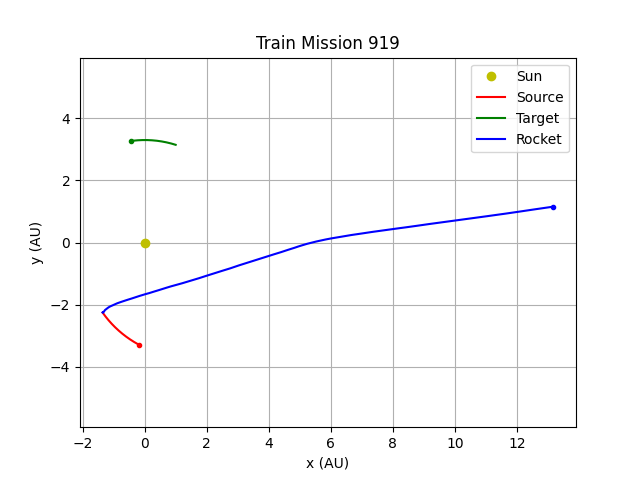 Train Mission 919
Sun
Source
Target
Rocket
y (AU)
4
2
0
−2
−4
−2
0
2
4
6
8
10
12
x (AU)